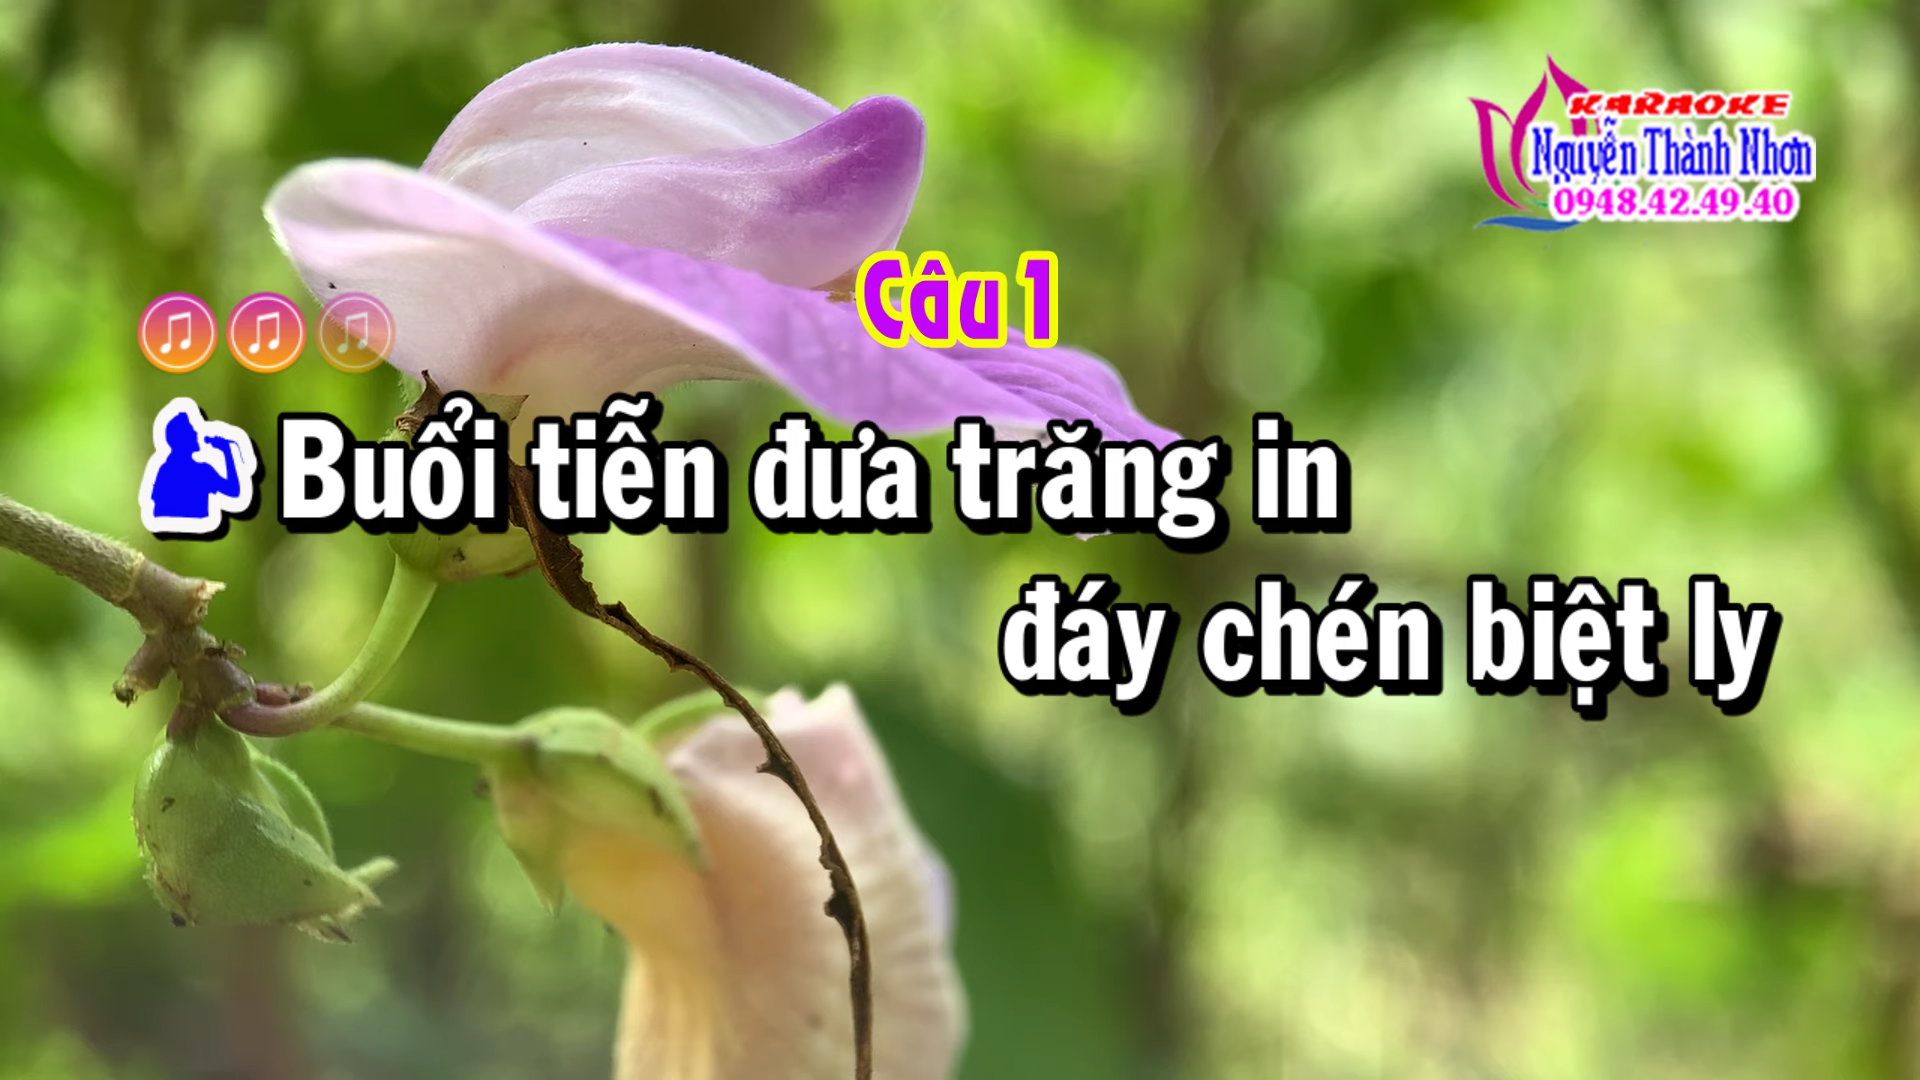 KARAOKE
Nguyễn Thành Nhơn
0948.42.49.40
Câu 1
Buổi tiễn đưa trăng in
đáy chén biệt ly